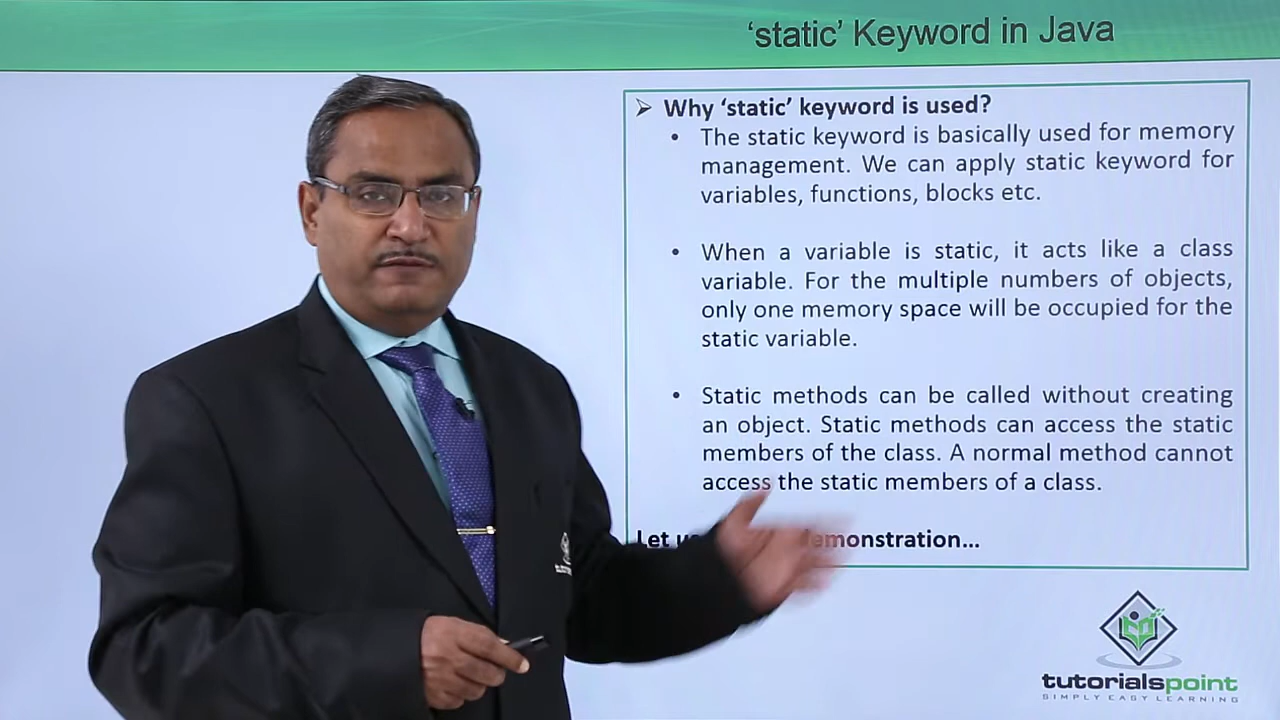 ‘static’ Keyword in Java
➢ Why ‘static’ keyword is used?
• The static keyword is basically used for memory
management. We can apply static keyword for
variables, functions, blocks etc.
• When a variable is static, it acts like a class
variable. For the multiple numbers of objects,
only one memory space will be occupied for the
static variable.
• Static methods can be called without creating
an object. Static methods can access the static
members of the class. A normal method cannot
access the static members of a class.
Let
tutorialspoint
SIMPLY EASY LEARNING